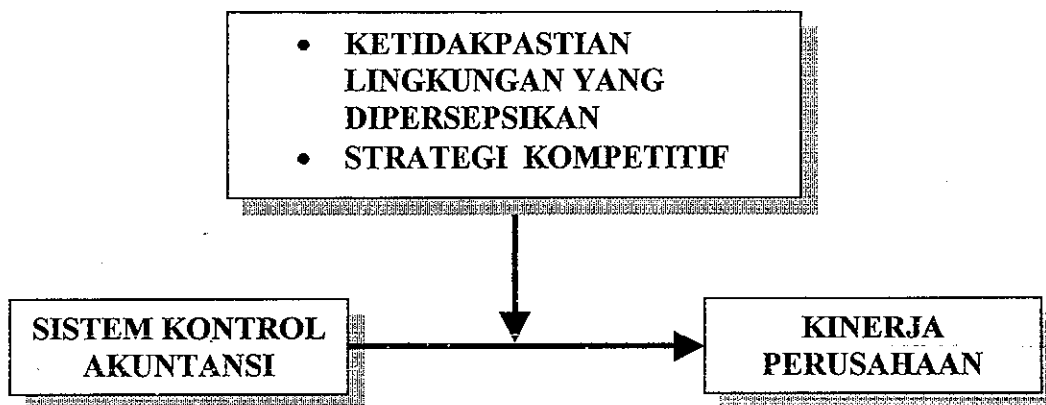 • KETIDAKPASTIAN
LINGKUNGAN YANG
DIPERSEPSIKAN
• STRATEGI KOMPETITIF
SISTEM KONTROL
AKUNTANSI
KINERJA
PERUSAHAAN